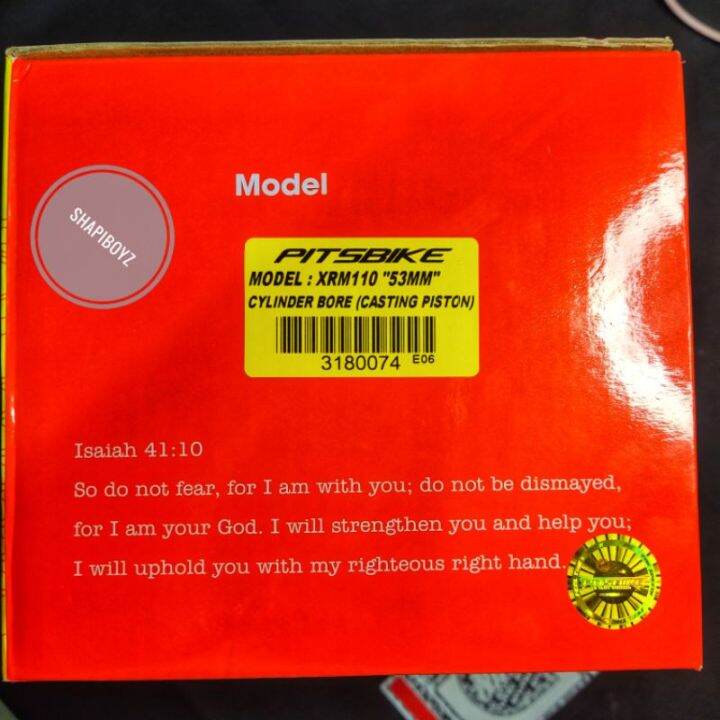 Model
SHAPIBOYZ
PITSBIKE
MODEL : XRM110 "53MM"
CYLINDER BORE (CASTING PISTON)
3180074 E06
Isaiah 41:10
So do not fear, for I am with you; do not be dismayed,
for I am your God. I will strengthen you and help you;
I will uphold you with my righteous right hand.